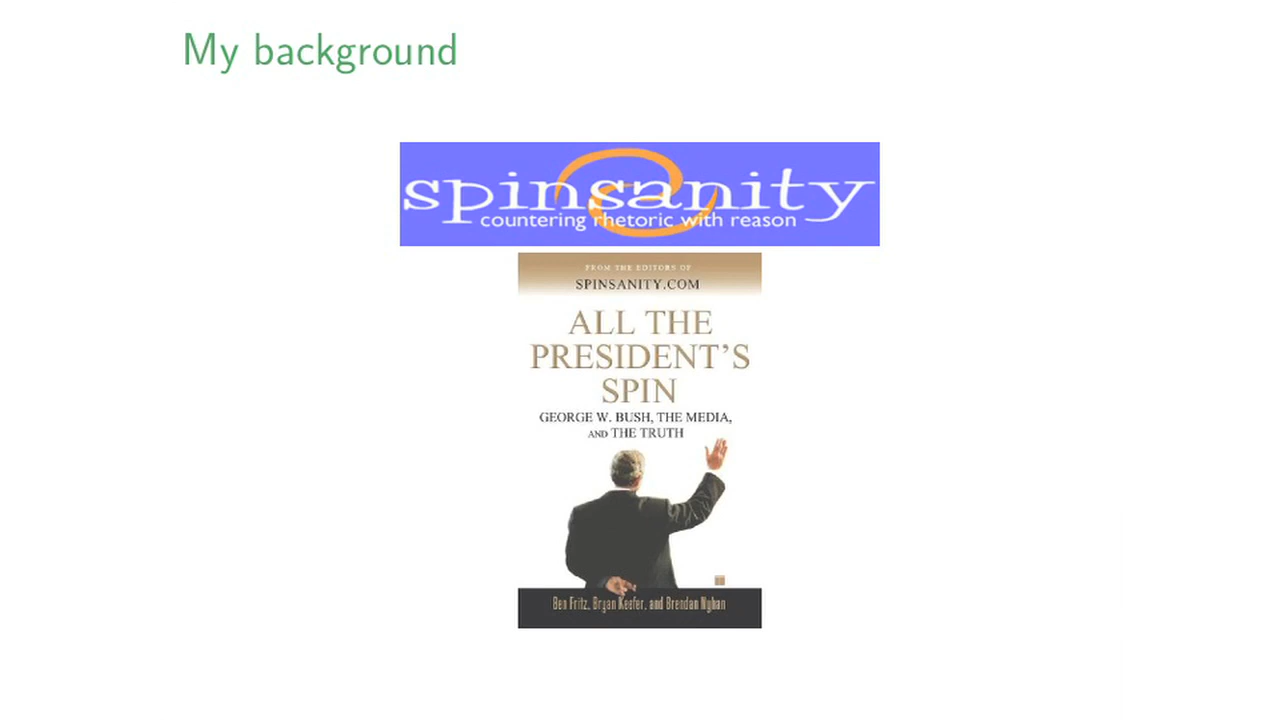 My background
spinsanity
countering rhetoric with reason
FROM THE EDITORS OF
SPINSANITY.COM
ALL THE
PRESIDENT'S
SPIN
GEORGE W. BUSH, THE MEDIA,
AND THE TRUTH
Ben Fritz, Bryan Keefer, and Brendan Nyhan